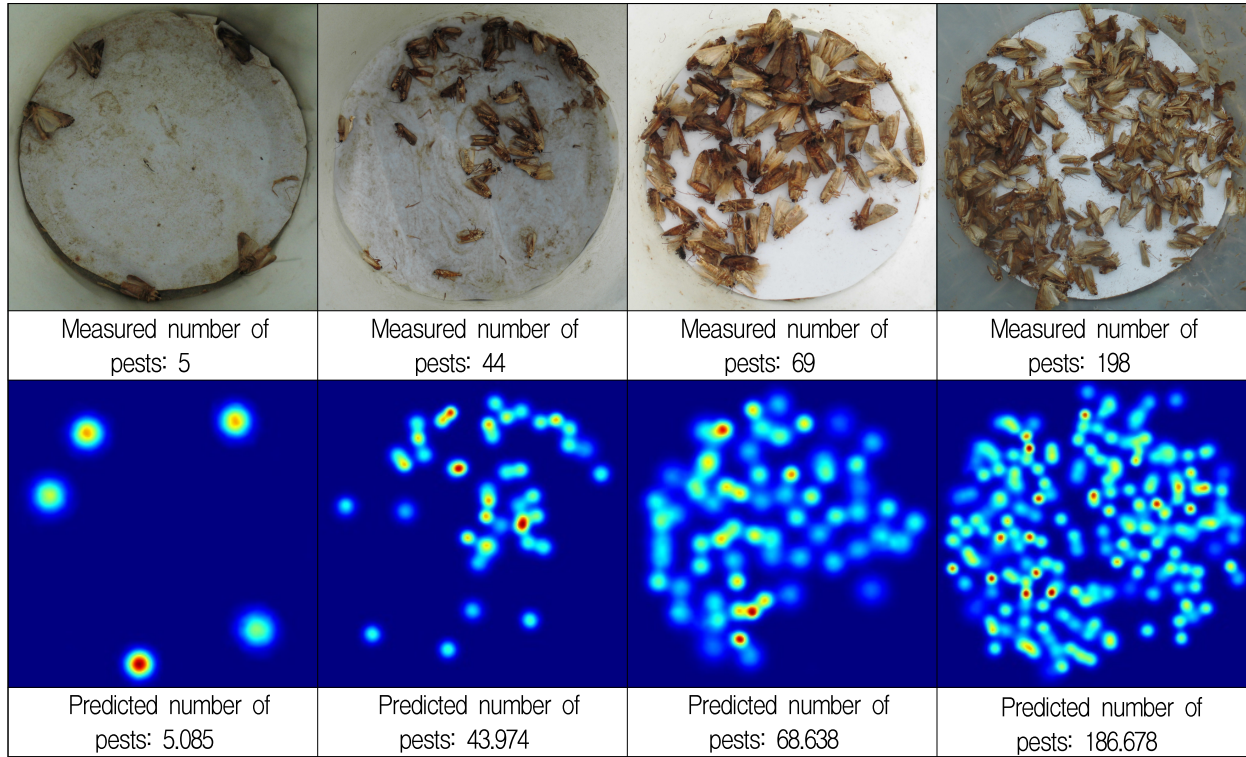 Measured number of
pests: 5
Measured number of
pests: 44
Measured number of
pests: 69
Measured number of
pests: 198
Predicted number of
pests: 5.085
Predicted number of
pests: 43.974
Predicted number of
pests: 68.638
Predicted number of
pests: 186.678